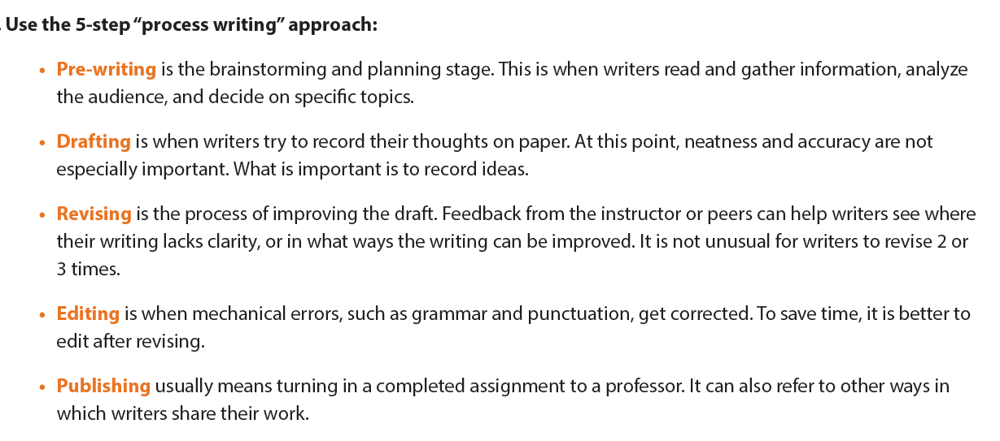 . Use the 5-step “process writing” approach:
• Pre-writing is the brainstorming and planning stage. This is when writers read and gather information, analyze
the audience, and decide on specific topics.
• Drafting is when writers try to record their thoughts on paper. At this point, neatness and accuracy are not
especially important. What is important is to record ideas.
• Revising is the process of improving the draft. Feedback from the instructor or peers can help writers see where
their writing lacks clarity, or in what ways the writing can be improved. It is not unusual for writers to revise 2 or
3 times.
• Editing is when mechanical errors, such as grammar and punctuation, get corrected. To save time, it is better to
edit after revising.
• Publishing usually means turning in a completed assignment to a professor. It can also refer to other ways in
which writers share their work.